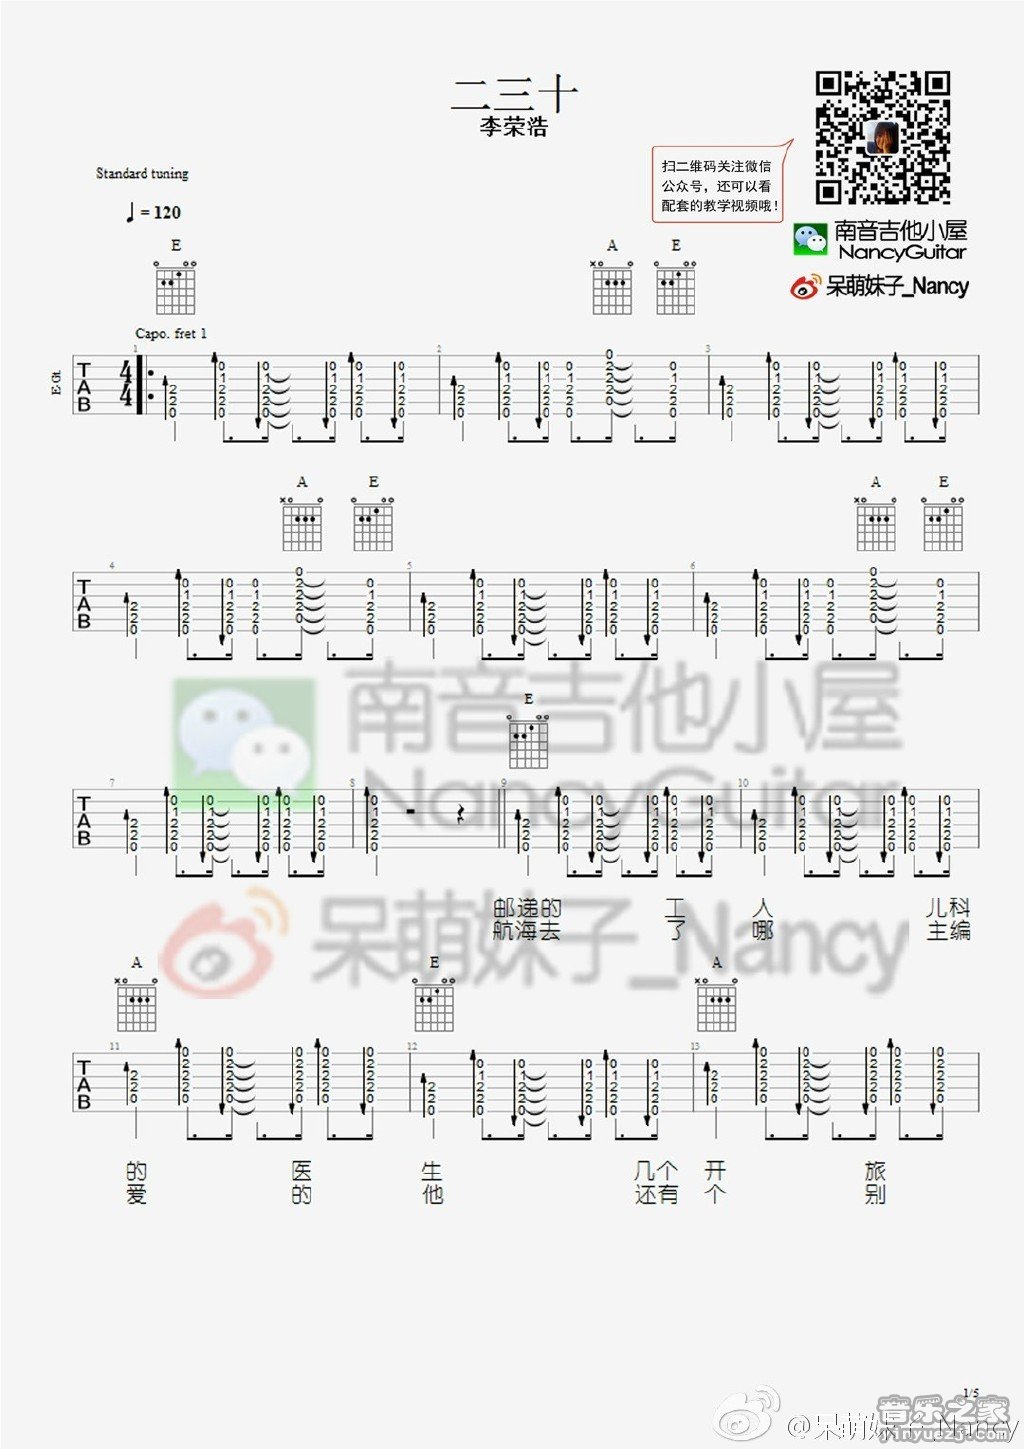 二三十
李荣浩
扫二维码关注微信
公众号，还可以看
配套的教学视频哦！
南音吉他小屋
NancyGuitar
呆萌妹子_Nancy
Standard tuning
♩ = 120
E A E
Capo. fret 1
E-Gt
TAB
4/4
1 2 3
A E A E
TAB
4 5 6
南音吉他小屋
NancyGuitar
E
TAB
7 8 9 10
邮递的 工 人 儿科
航海去 了 哪 主编
呆萌妹子_Nancy
A E A
TAB
11 12 13
的 医 生 几个 开 旅
爱 的 他 还有 个 别
1/5
音乐之家
yinyuezj.com
@呆萌妹子_Nancy